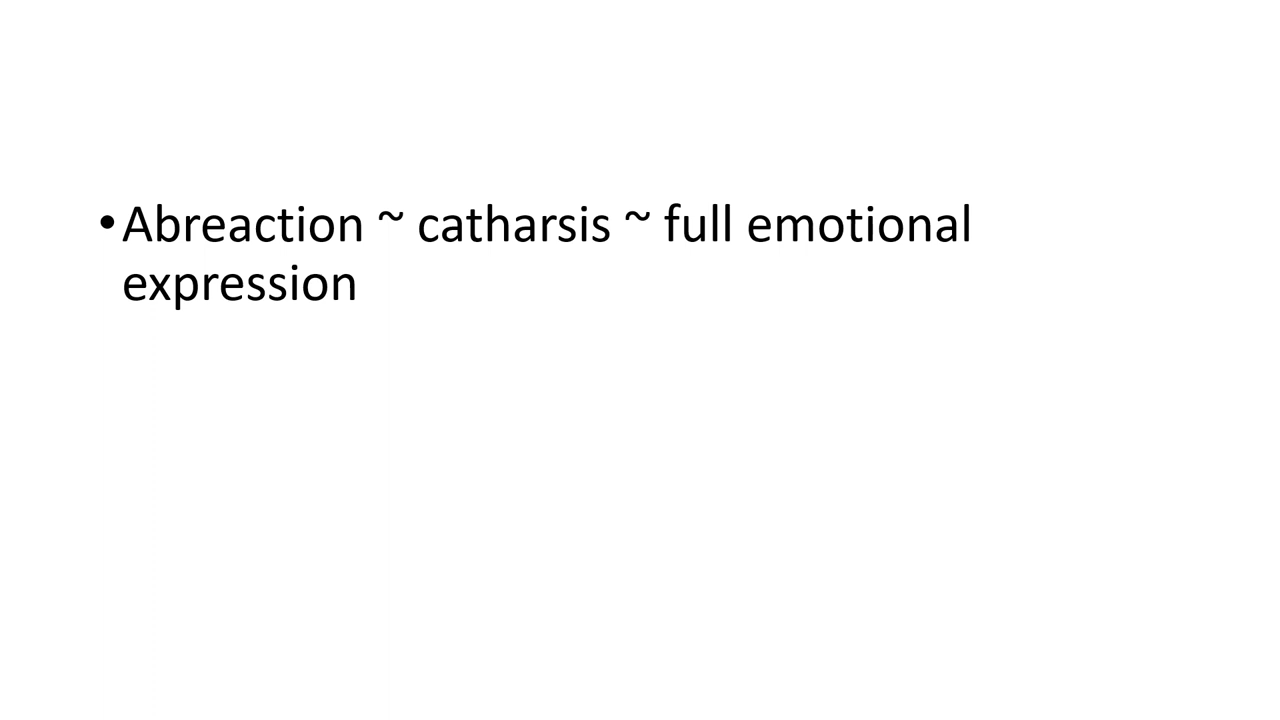 •Abreaction ~ catharsis ~ full emotional
expression